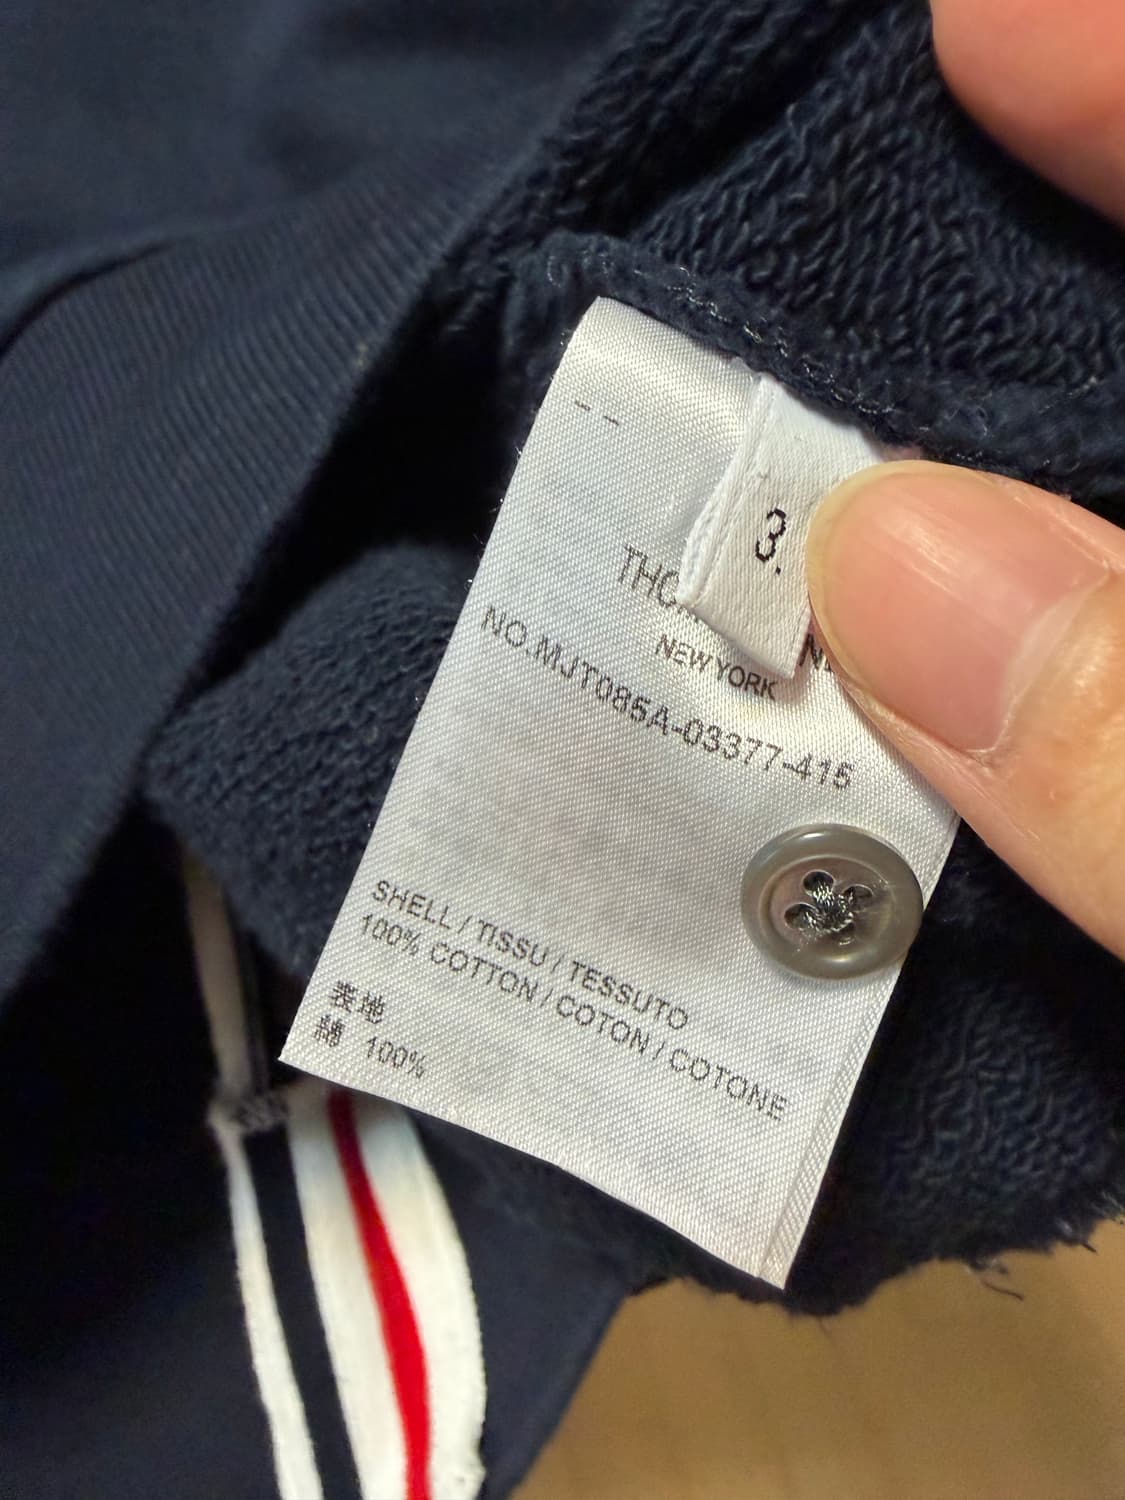 3.
NEW YORK
NO.MJT085A-03377-415
SHELL / TISSU / TESSUTO
100% COTTON / COTON / COTONE
表地
綿 100%